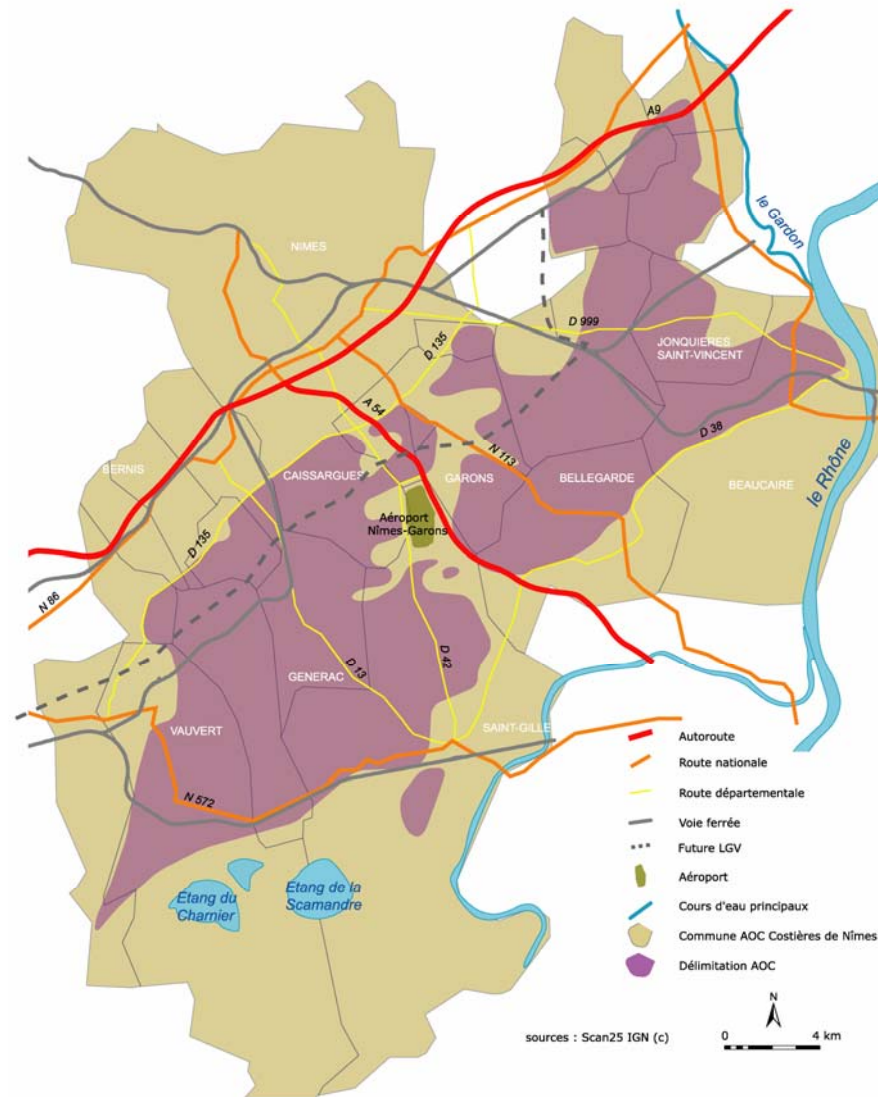 A9
le Gardon
NIMES
D 999
D 135
JONQUIERES
SAINT-VINCENT
A 54
D 38
BERNIS
CAISSARGUES
N 113
GARONS
BELLEGARDE
BEAUCAIRE
le Rhône
Aéroport
Nîmes-Garons
D 135
N 86
D 13
D 42
GENERAC
VAUVERT
SAINT-GILLE
N 572
Etang du
Charnier
Etang de la
Scamandre
Autoroute
Route nationale
Route départementale
Voie ferrée
Future LGV
Aéroport
Cours d'eau principaux
Commune AOC Costières de Nîmes
Délimitation AOC
N
sources : Scan25 IGN (c)
0 4 km